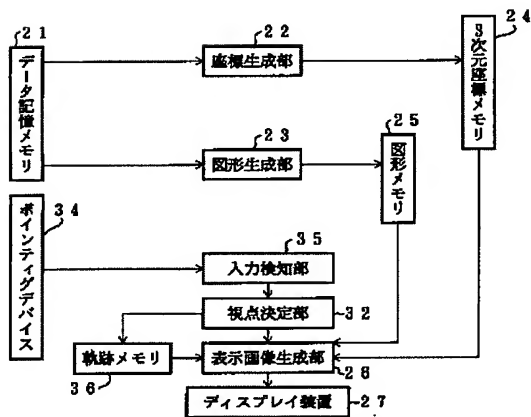 21
データ記憶メモリ
22
座標生成部
24
3次元座標メモリ
23
図形生成部
25
図形メモリ
34
ポインティグデバイス
35
入力検知部
視点決定部
32
軌跡メモリ
36
表示画像生成部
26
ディスプレイ装置
27